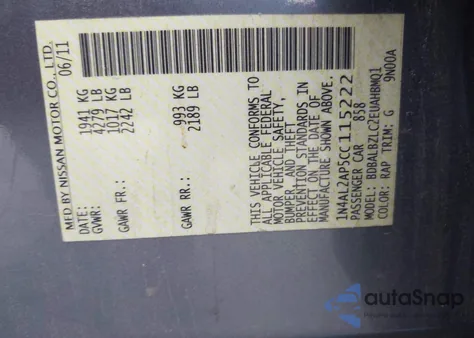 MFD BY NISSAN MOTOR CO., LTD.
DATE: 06/11
GVWR: 1941 KG
4279 LB
GAWR FR: 1017 KG
2242 LB
GAWR RR: 993 KG
2189 LB
THIS VEHICLE CONFORMS TO
ALL APPLICABLE FEDERAL
MOTOR VEHICLE SAFETY,
BUMPER, AND THEFT
PREVENTION STANDARDS IN
EFFECT ON THE DATE OF
MANUFACTURE SHOWN ABOVE.
1N4AL2AP5CC115222
PASSENGER CAR 858
MODEL: BDBALBZLC2EUAHBMQ1
COLOR: RAP TRIM: G 9N00A
autoSnap